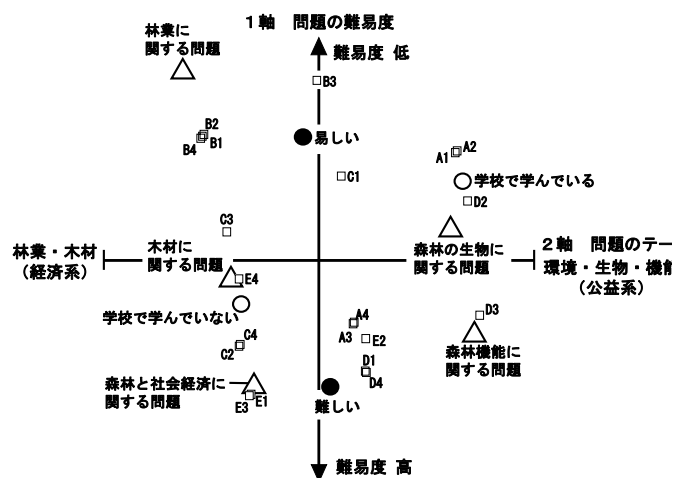 1軸　問題の難易度
林業に
関する問題
難易度 低
B3
B2
B1
B4
易しい
A2
A1
C1
学校で学んでいる
D2
C3
林業・木材
（経済系）
木材に
関する問題
森林の生物に
関する問題
2軸　問題のテー
環境・生物・機能
（公益系）
E4
学校で学んでいない
A4
A3
E2
D3
C4
C2
D1
D4
森林機能に
関する問題
森林と社会経済に
関する問題
E3
E1
難しい
難易度 高